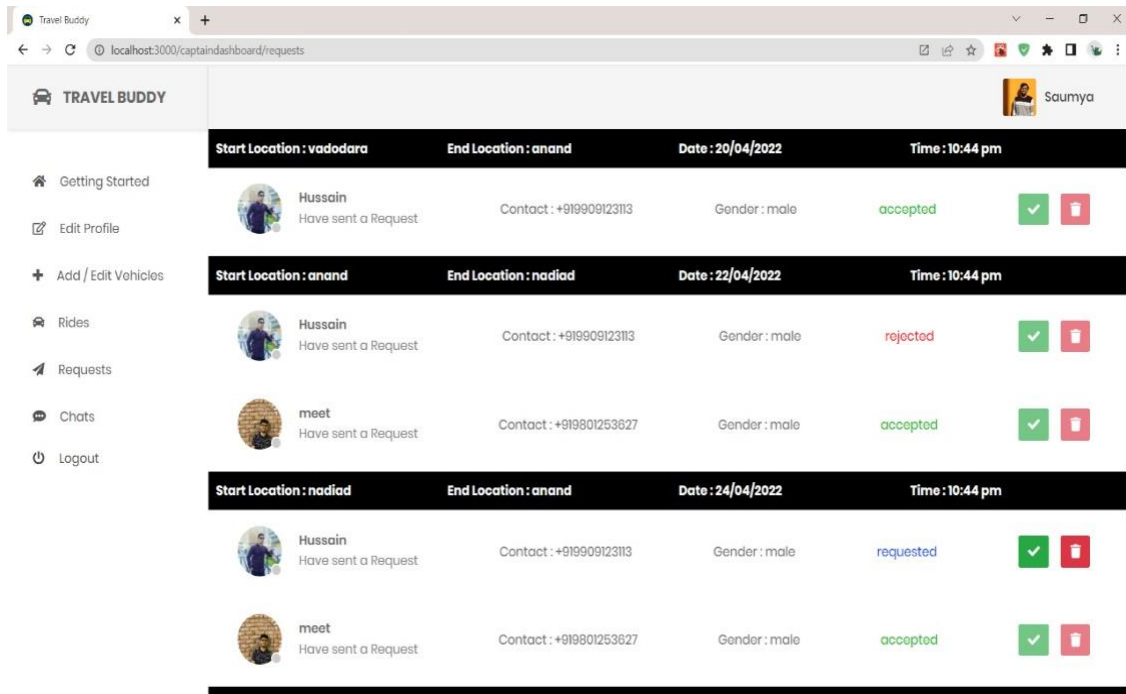 Travel Buddy
localhost:3000/captaindashboard/requests
TRAVEL BUDDY
Saumya
Getting Started
Edit Profile
Add / Edit Vehicles
Rides
Requests
Chats
Logout
Start Location : vadodara End Location : anand Date : 20/04/2022 Time : 10:44 pm
Hussain
Have sent a Request
Contact : +919909123113 Gender : male accepted
Start Location : anand End Location : nadiad Date : 22/04/2022 Time : 10:44 pm
Hussain
Have sent a Request
Contact : +919909123113 Gender : male rejected
meet
Have sent a Request
Contact : +919801253627 Gender : male accepted
Start Location : nadiad End Location : anand Date : 24/04/2022 Time : 10:44 pm
Hussain
Have sent a Request
Contact : +919909123113 Gender : male requested
meet
Have sent a Request
Contact : +919801253627 Gender : male accepted